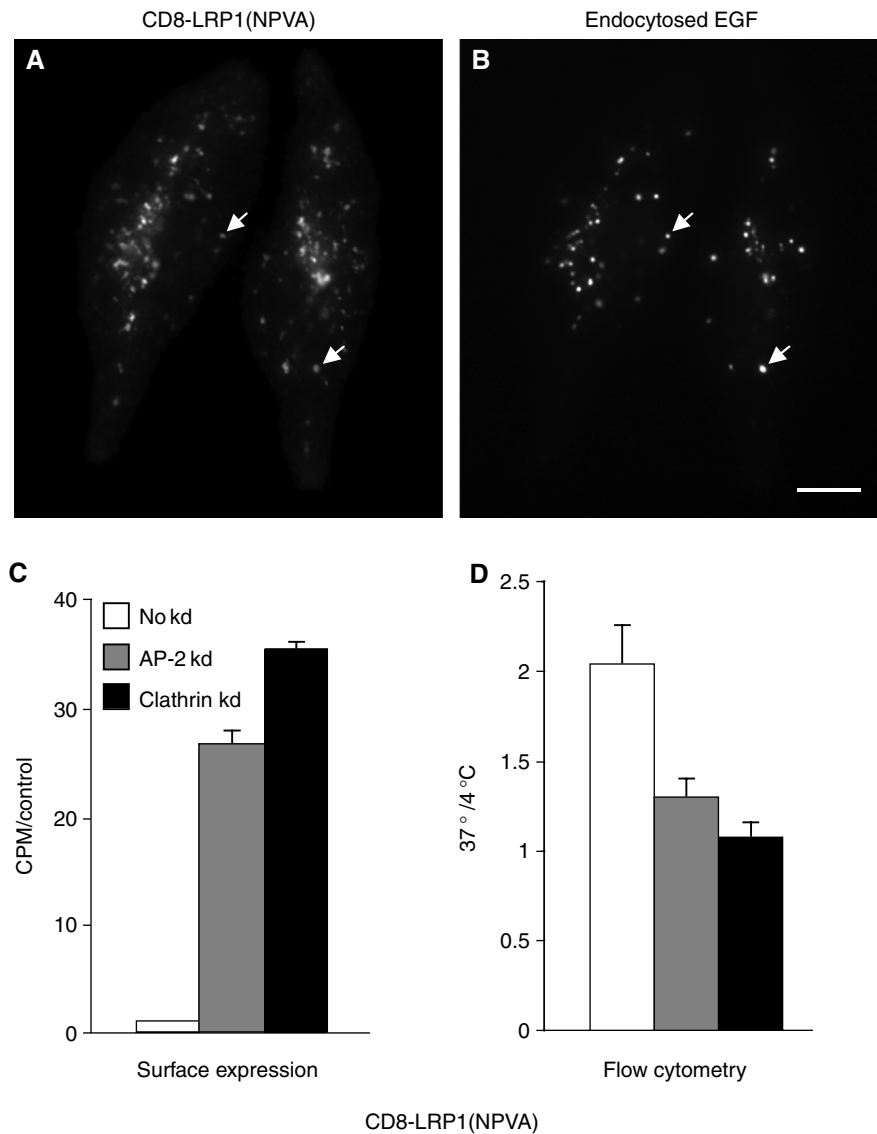 CD8-LRP1(NPVA)
Endocytosed EGF
A
B
C
40
30
20
10
0
CPM/control
No kd
AP-2 kd
Clathrin kd
Surface expression
D
2.5
2
1.5
1
0.5
0
37°/4 °C
Flow cytometry
CD8-LRP1(NPVA)